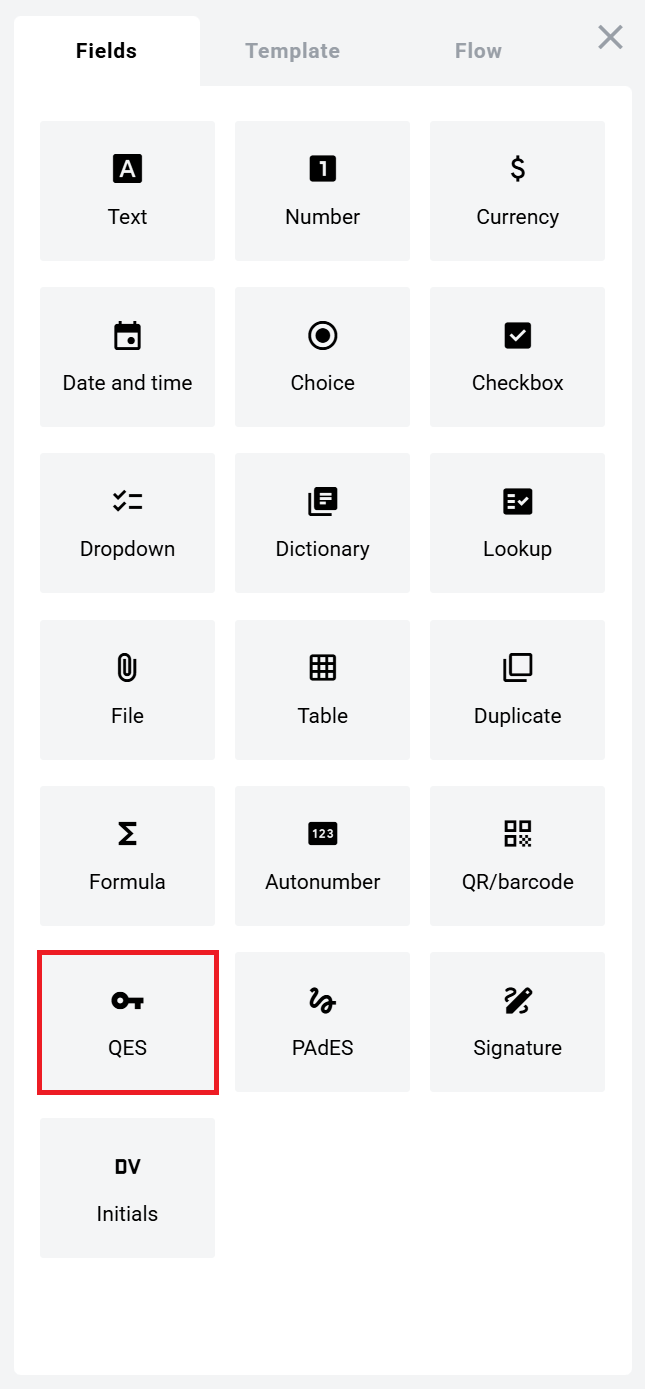 Fields Template Flow
A 1 $
Text Number Currency
Date and time Choice Checkbox
Dropdown Dictionary Lookup
File Table Duplicate
123
Formula Autonumber QR/barcode
QES PAdES Signature
DV
Initials